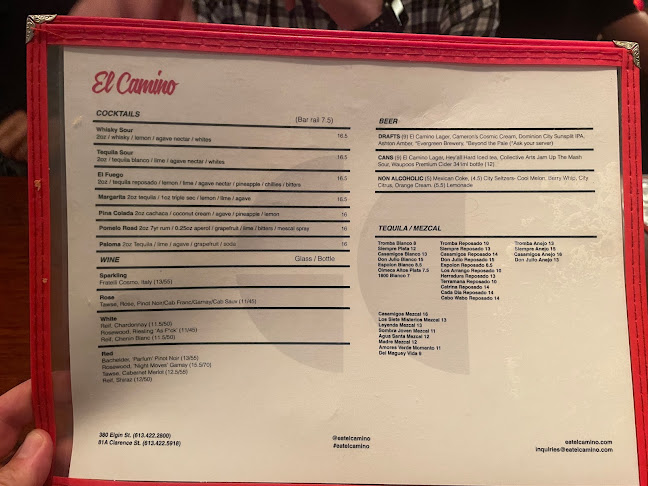 El Camino
COCKTAILS
(Bar rail 7.5)
Whisky Sour
2oz / whisky / lemon / agave nectar / whites 16.5
Tequila Sour
2oz / tequila blanco / lime / agave nectar / whites 16.5
El Fuego
2oz / tequila reposado / lemon / lime / agave nectar / pineapple / chillies / bitters 16.5
Margarita 2oz tequila / 1oz triple sec / lemon / lime / agave 16.5
Pina Colada 2oz cachaca / coconut cream / agave / pineapple / lemon 16
Pomelo Road 2oz 7yr rum / 0.25oz aperol / grapefruit / lime / bitters / mezcal spray 16
Paloma 2oz Tequila / lime / agave / grapefruit / soda 16
WINE Glass / Bottle
Sparkling
Fratelli Cosmo, Italy (13/55)
Rose
Tawse, Rose, Pinot Noir/Cab Franc/Gamay/Cab Sauv (11/45)
White
Reif, Chardonnay (11.5/50)
Rosewood, Riesling "As F*ck" (11/45)
Reif, Chenin Blanc (11.5/50)
Red
Bachelder, 'Parfum' Pinot Noir (13/55)
Rosewood, 'Night Moves' Gamay (15.5/70)
Tawse, Cabernet Merlot (12.5/55)
Reif, Shiraz (12/50)
BEER
DRAFTS (9) El Camino Lager, Cameron's Cosmic Cream, Dominion City Sunsplit IPA,
Ashton Amber, *Evergreen Brewery, *Beyond the Pale (*Ask your server)
CANS (9) El Camino Lager, Hey'all! Hard Iced tea, Collective Arts Jam Up The Mash
Sour, Waupoos Premium Cider 341ml bottle (12)
NON ALCOHOLIC (5) Mexican Coke, (4.5) City Seltzers- Cool Melon, Berry Whip, City
Citrus, Orange Cream. (5.5) Lemonade
TEQUILA / MEZCAL
Tromba Blanco 8
Siempre Plata 12
Casamigos Blanco 13
Don Julio Blanco 13
Espolon Blanco 8.5
Olmeca Altos Plata 7.5
1800 Blanco 7
Tromba Reposado 10
Siempre Reposado 13
Casamigos Reposado 14
Don Julio Reposado 15
Espolon Reposado 8.5
Los Arrango Reposado 10
Herradura Reposado 13
Terramana Reposado 10
Catrina Reposado 14
Cada Dia Reposado 14
Cabo Wabo Reposado 14
Tromba Anejo 13
Siempre Anejo 15
Casamigos Anejo 16
Don Julio Anejo 15
Casamigos Mezcal 16
Los Siete Misterios Mezcal 13
Leyenda Mezcal 13
Sombra Joven Mezcal 11
Agua Santa Mezcal 12
Madre Mezcal 12
Amores Verde Momento 11
Del Maguey Vida 9
380 Elgin St. (613.422.2800)
81A Clarence St. (613.422.5918)
@eatelcamino
#eatelcamino
eatelcamino.com
inquiries@eatelcamino.com